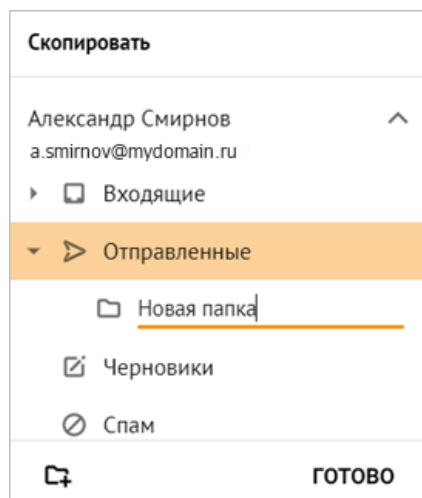 Скопировать
Александр Смирнов
a.smirnov@mydomain.ru
Входящие
Отправленные
Новая папка
Черновики
Спам
ГОТОВО